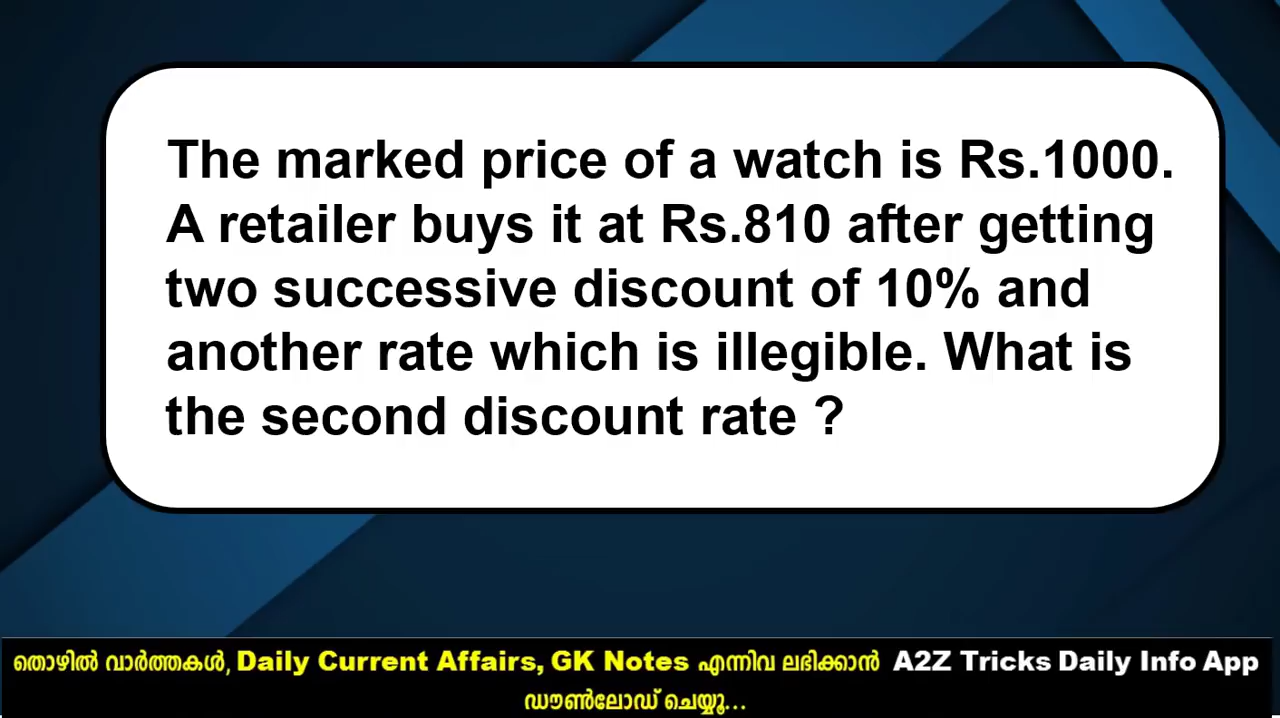 The marked price of a watch is Rs.1000.
A retailer buys it at Rs.810 after getting
two successive discount of 10% and
another rate which is illegible. What is
the second discount rate ?
തൊഴിൽ വാർത്തകൾ, Daily Current Affairs, GK Notes എന്നിവ ലഭിക്കാൻ A2Z Tricks Daily Info App
ഡൗൺലോഡ് ചെയ്യൂ...